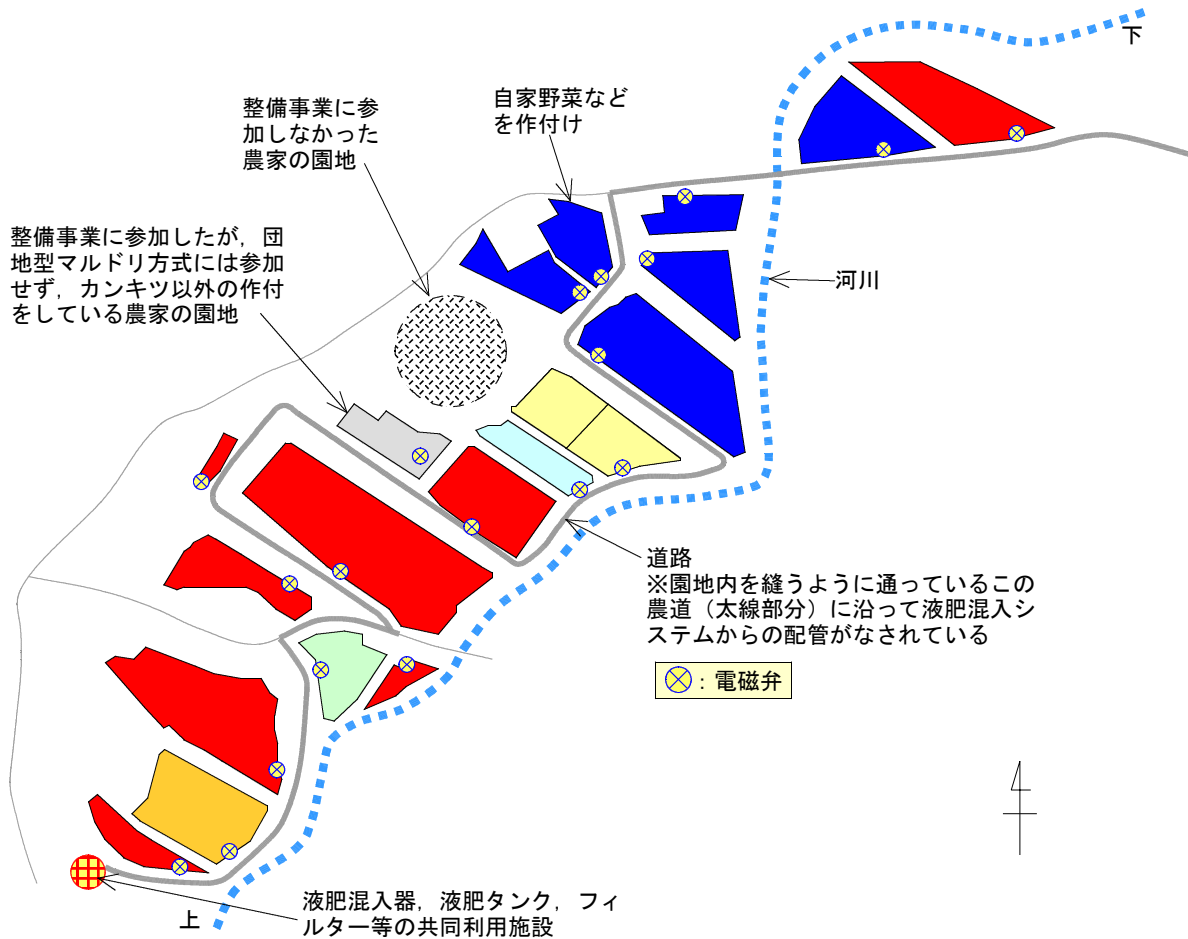 下
自家野菜など
を作付け
整備事業に参
加しなかった
農家の園地
整備事業に参加したが，団
地型マルドリ方式には参加
せず，カンキツ以外の作付
をしている農家の園地
河川
道路
※園地内を縫うように通っているこの
農道（太線部分）に沿って液肥混入シ
ステムからの配管がなされている
：電磁弁
液肥混入器，液肥タンク，フィ
ルター等の共同利用施設
上